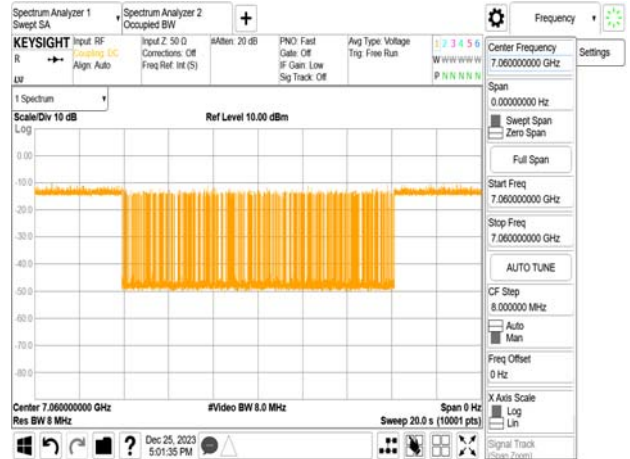 Spectrum Analyzer 1
Swept SA
Spectrum Analyzer 2
Occupied BW
+
Frequency
KEYSIGHT
R
LXI
Input: RF
Coupling: DC
Align: Auto
Input Z: 50 Ω
Corrections: Off
Freq Ref: Int (S)
#Atten: 20 dB
PNO: Fast
Gate: Off
IF Gain: Low
Sig Track: Off
Avg Type: Voltage
Trig: Free Run
1 2 3 4 5 6
W W W W W W
P N N N N N
Center Frequency
7.060000000 GHz
Settings
Span
0.00000000 Hz
Swept Span
Zero Span
Full Span
Start Freq
7.060000000 GHz
Stop Freq
7.060000000 GHz
AUTO TUNE
CF Step
8.000000 MHz
Auto
Man
Freq Offset
0 Hz
X Axis Scale
Log
Lin
Signal Track
(Span Zoom)
1 Spectrum
Scale/Div 10 dB
Ref Level 10.00 dBm
Log
0.00
-10.0
-20.0
-30.0
-40.0
-50.0
-60.0
-70.0
-80.0
Center 7.060000000 GHz
#Video BW 8.0 MHz
Span 0 Hz
Res BW 8 MHz
Sweep 20.0 s (10001 pts)
?
Dec 25, 2023
5:01:35 PM